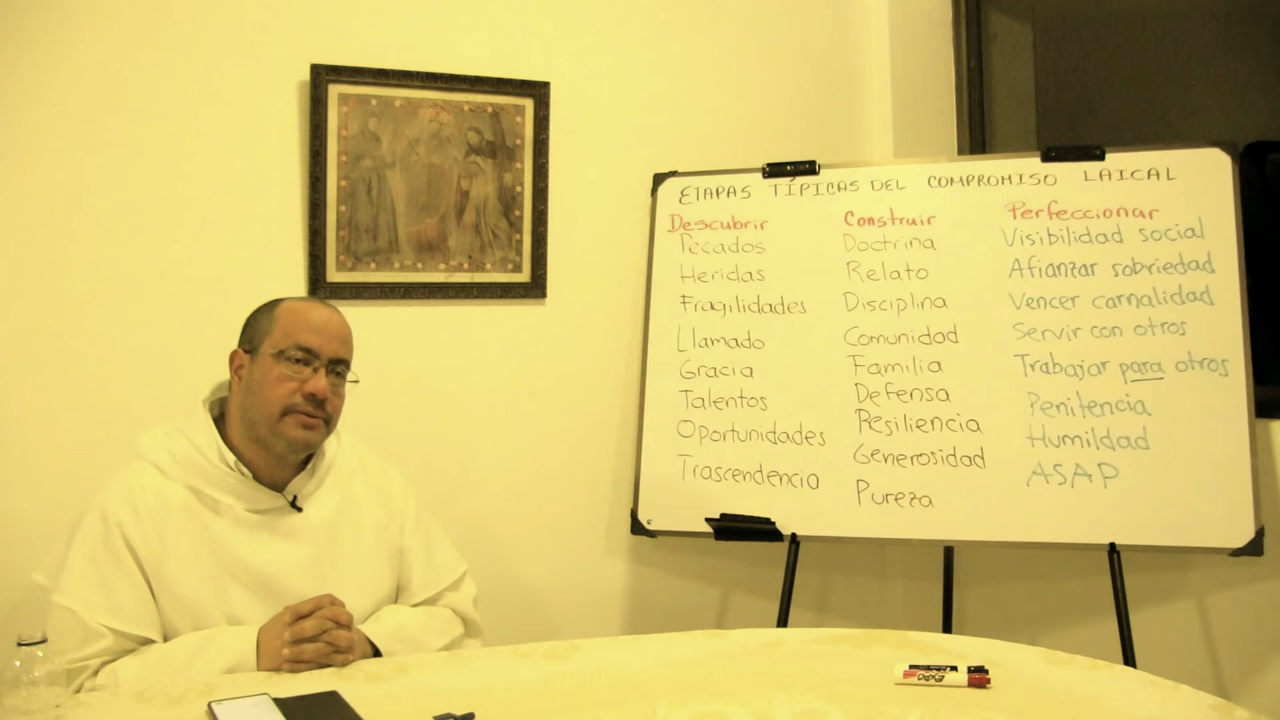 ETAPAS TÍPICAS DEL COMPROMISO LAICAL
Descubrir
Pecados
Heridas
Fragilidades
Llamado
Gracia
Talentos
Oportunidades
Trascendencia
Construir
Doctrina
Relato
Disciplina
Comunidad
Familia
Defensa
Resiliencia
Generosidad
Pureza
Perfeccionar
Visibilidad social
Afianzar sobriedad
Vencer carnalidad
Servir con otros
Trabajar para otros
Penitencia
Humildad
ASAP
EXPO